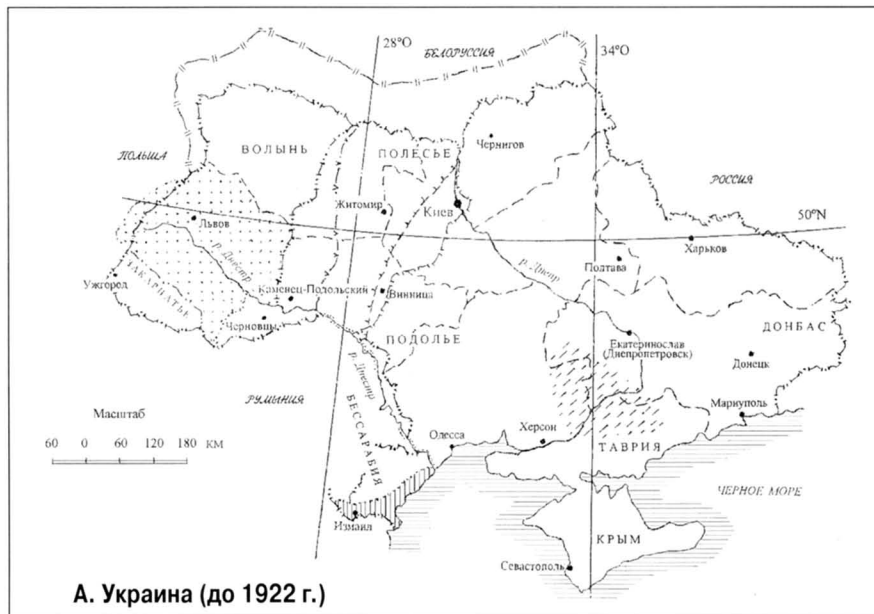 28°O
БЕЛОРУССИЯ
34°O
ПОЛЬША
ВОЛЫНЬ
ПОЛЕСЬЕ
Чернигов
РОССИЯ
Житомир
Киев
50°N
Львов
Харьков
р. Днестр
р. Днепр
Полтава
Ужгород
ЗАКАРПАТЬЕ
Каменец-Подольский
Винница
Черновцы
ПОДОЛЬЕ
ДОНБАС
Екатеринослав
(Днепропетровск)
Донецк
р. Днестр
РУМЫНИЯ
БЕССАРАБИЯ
Мариуполь
Масштаб
60 0 60 120 180 КМ
Одесса
Херсон
ТАВРИЯ
ЧЕРНОЕ МОРЕ
Измаил
КРЫМ
Севастополь
А. Украина (до 1922 г.)